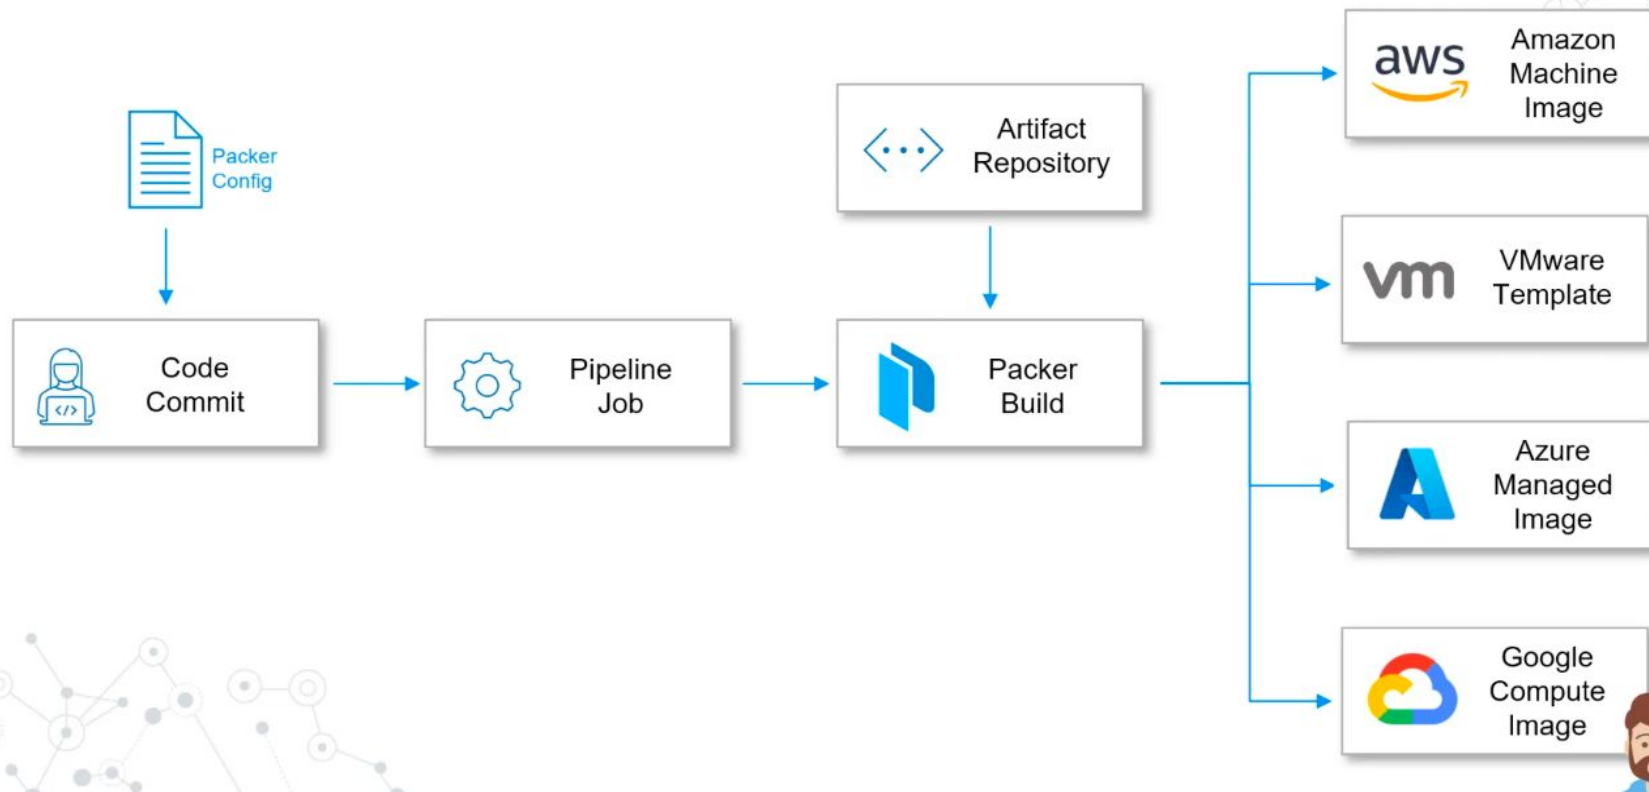 Packer
Config
Code
Commit
</>
Pipeline
Job
Artifact
Repository
Packer
Build
aws
Amazon
Machine
Image
vm
VMware
Template
Azure
Managed
Image
Google
Compute
Image